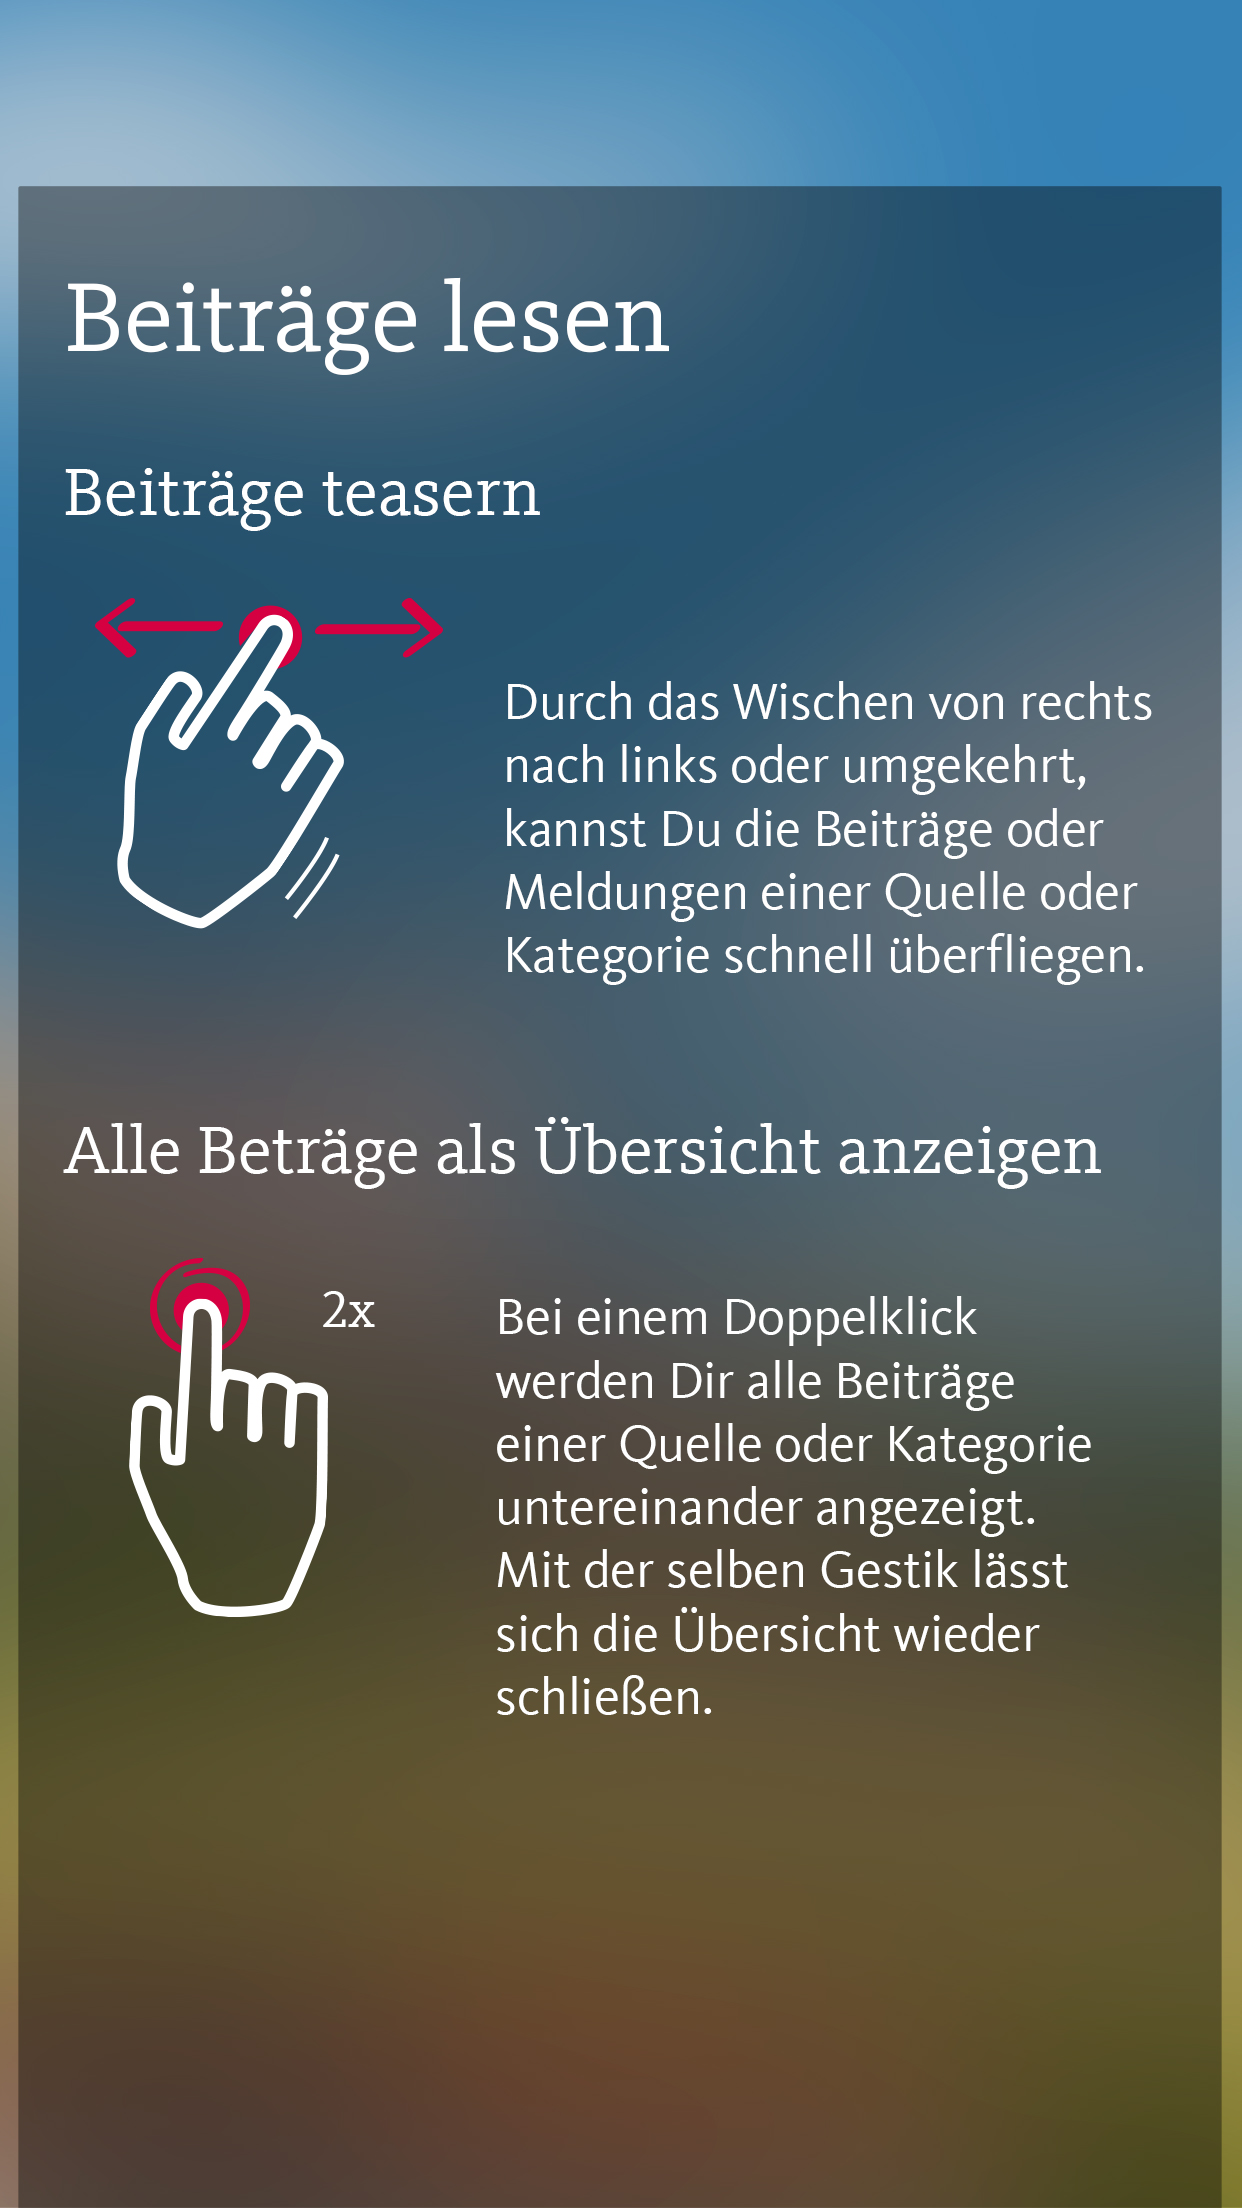 Beiträge lesen
Beiträge teasern
Durch das Wischen von rechts
nach links oder umgekehrt,
kannst Du die Beiträge oder
Meldungen einer Quelle oder
Kategorie schnell überfliegen.
Alle Beträge als Übersicht anzeigen
2x
Bei einem Doppelklick
werden Dir alle Beiträge
einer Quelle oder Kategorie
untereinander angezeigt.
Mit der selben Gestik lässt
sich die Übersicht wieder
schließen.